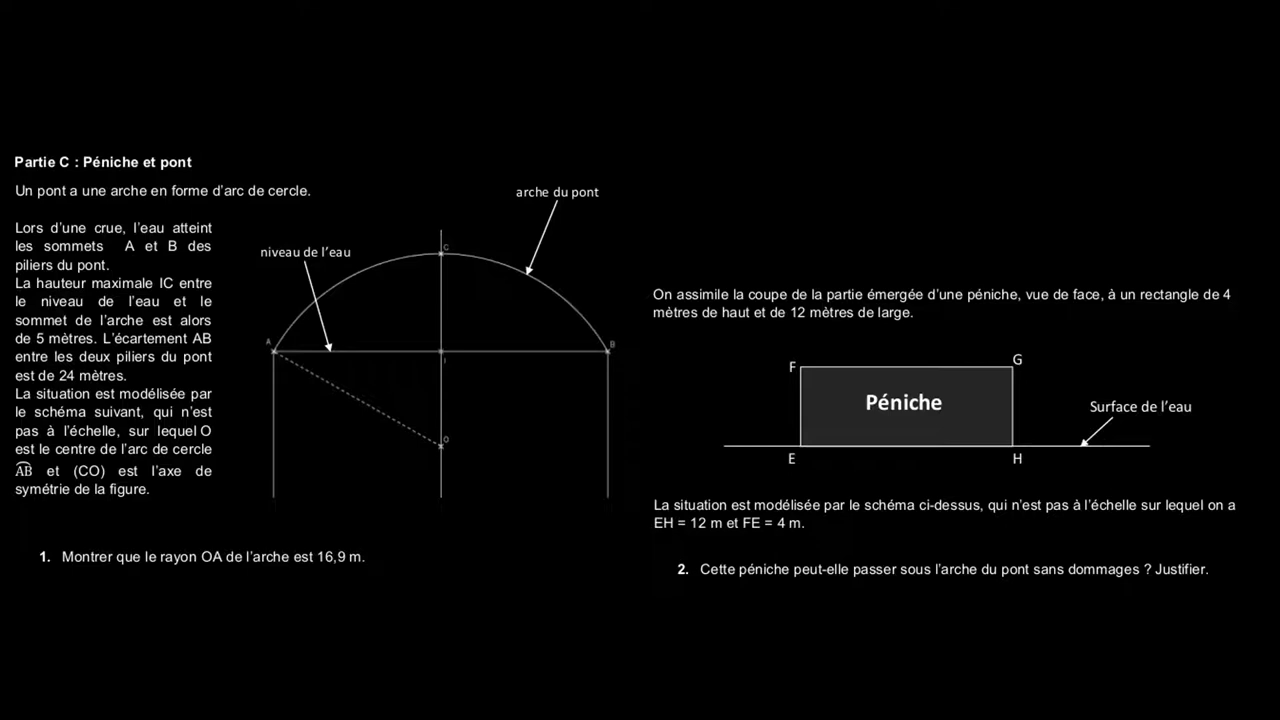 Partie C : Péniche et pont
Un pont a une arche en forme d'arc de cercle.
Lors d'une crue, l'eau atteint
les sommets A et B des
piliers du pont.
La hauteur maximale IC entre
le niveau de l'eau et le
sommet de l'arche est alors
de 5 mètres. L'écartement AB
entre les deux piliers du pont
est de 24 mètres.
La situation est modélisée par
le schéma suivant, qui n'est
pas à l'échelle, sur lequel O
est le centre de l'arc de cercle
AB et (CO) est l'axe de
symétrie de la figure.
arche du pont
niveau de l'eau
C
A
B
I
O
1. Montrer que le rayon OA de l'arche est 16,9 m.
On assimile la coupe de la partie émergée d'une péniche, vue de face, à un rectangle de 4
mètres de haut et de 12 mètres de large.
F
G
Péniche
Surface de l'eau
E
H
La situation est modélisée par le schéma ci-dessus, qui n'est pas à l'échelle sur lequel on a
EH = 12 m et FE = 4 m.
2. Cette péniche peut-elle passer sous l'arche du pont sans dommages ? Justifier.